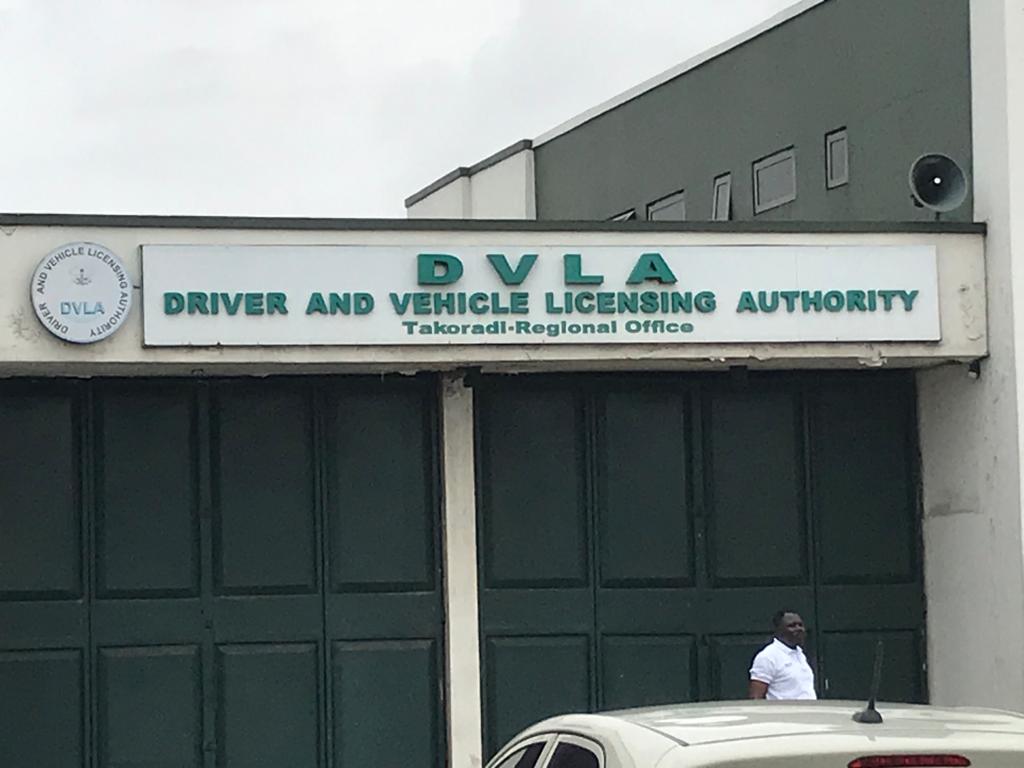 DRIVER AND VEHICLE LICENSING AUTHORITY
DVLA
DVLA
DRIVER AND VEHICLE LICENSING AUTHORITY
Takoradi-Regional Office